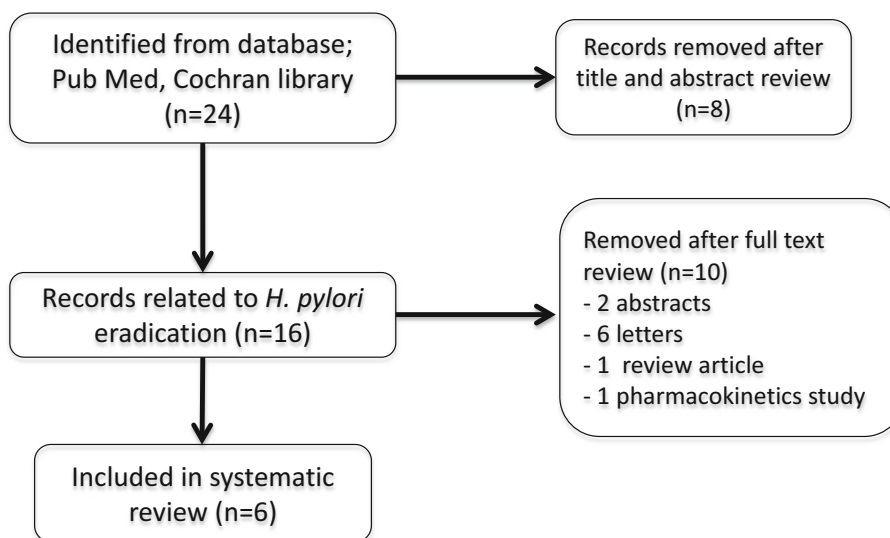 Identified from database;
Pub Med, Cochran library
(n=24)
Records removed after
title and abstract review
(n=8)
Records related to H. pylori
eradication (n=16)
Removed after full text
review (n=10)
- 2 abstracts
- 6 letters
- 1 review article
- 1 pharmacokinetics study
Included in systematic
review (n=6)